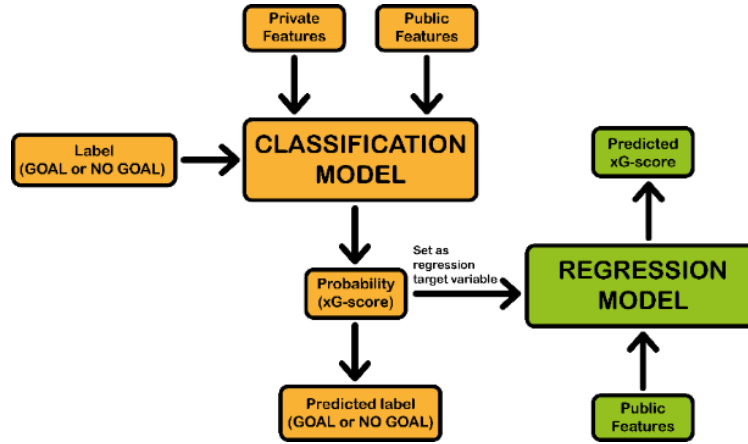 Private
Features
Public
Features
Label
(GOAL or NO GOAL)
CLASSIFICATION
MODEL
Predicted
xG-score
Probability
(xG-score)
Set as
regression
target variable
REGRESSION
MODEL
Predicted label
(GOAL or NO GOAL)
Public
Features